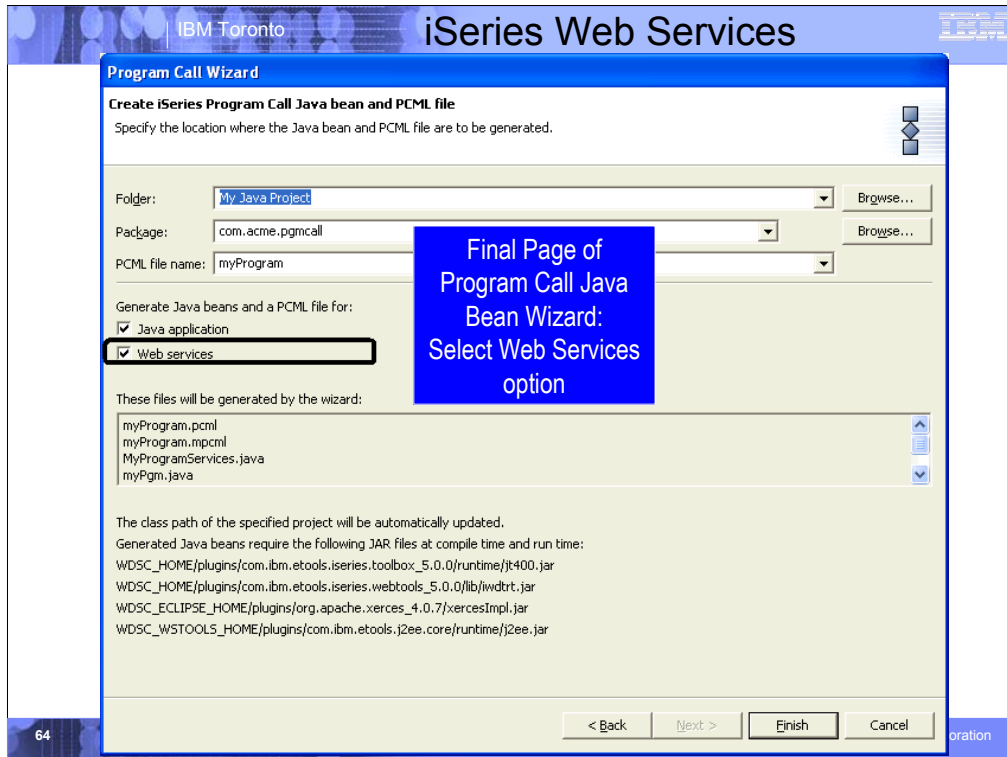 IBM Toronto
iSeries Web Services
IBM
Program Call Wizard
Create iSeries Program Call Java bean and PCML file
Specify the location where the Java bean and PCML file are to be generated.
Folder: My Java Project Browse...
Package: com.acme.pgmcall Browse...
PCML file name: myProgram
Final Page of
Program Call Java
Bean Wizard:
Select Web Services
option
Generate Java beans and a PCML file for:
Java application
Web services
These files will be generated by the wizard:
myProgram.pcml
myProgram.mpcml
MyProgramServices.java
myPgm.java
The class path of the specified project will be automatically updated.
Generated Java beans require the following JAR files at compile time and run time:
WDSC_HOME/plugins/com.ibm.etools.iseries.toolbox_5.0.0/runtime/jt400.jar
WDSC_HOME/plugins/com.ibm.etools.iseries.webtools_5.0.0/lib/iwdtrt.jar
WDSC_ECLIPSE_HOME/plugins/org.apache.xerces_4.0.7/xercesImpl.jar
WDSC_WSTOOLS_HOME/plugins/com.ibm.etools.j2ee.core/runtime/j2ee.jar
< Back Next > Finish Cancel
64
oration